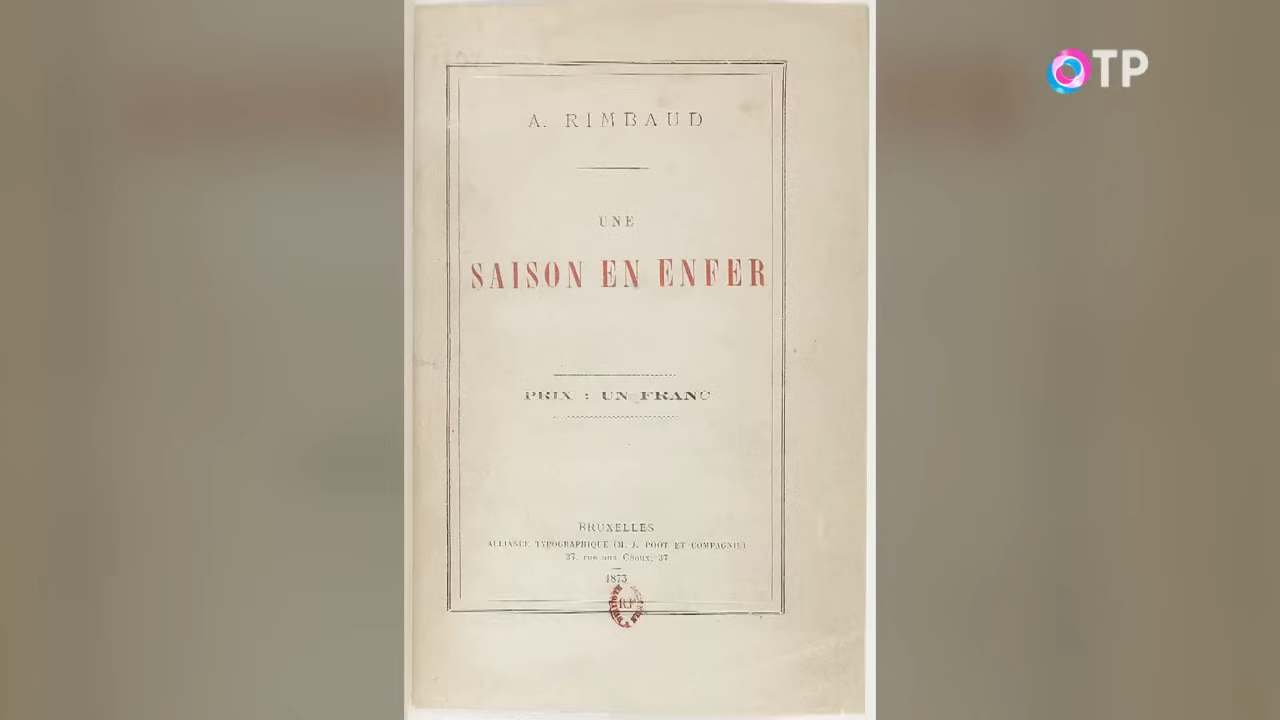 ОТР
A. RIMBAUD
UNE
SAISON EN ENFER
PRIX : UN FRANC
BRUXELLES
ALLIANCE TYPOGRAPHIQUE (M. J. POOT ET COMPAGNIE)
37, rue aux Choux, 37
1873